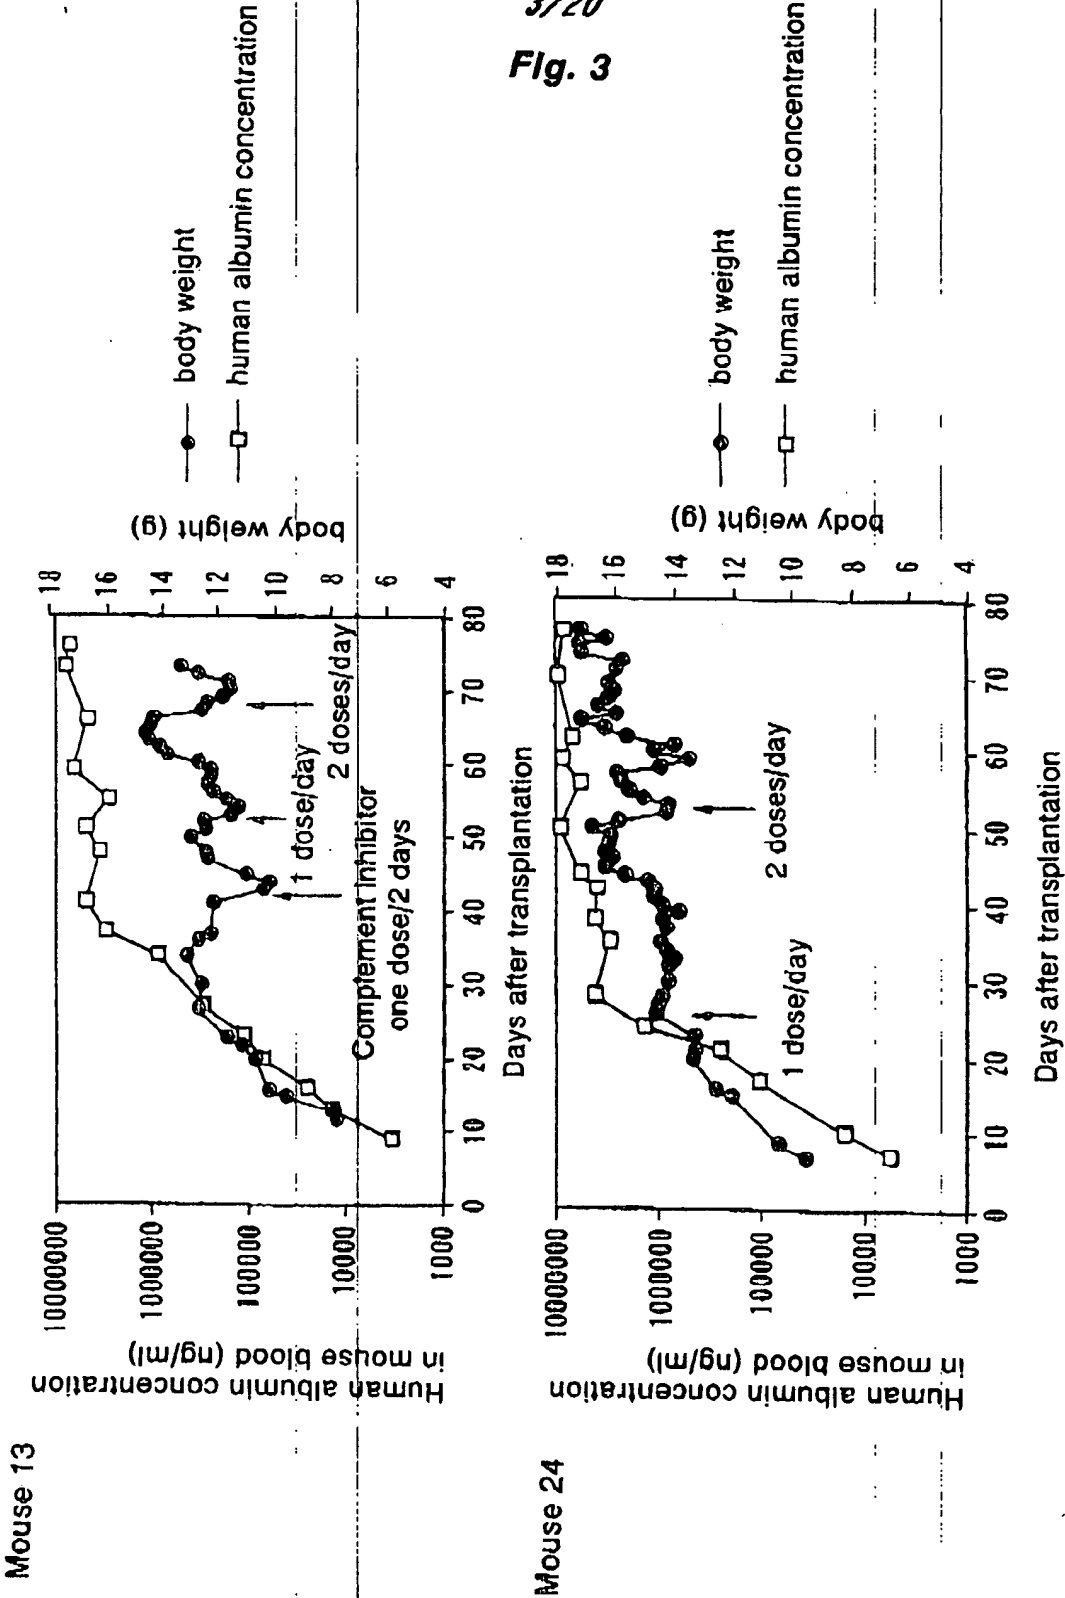 3/20
Fig. 3
Mouse 13
Human albumin concentration
in mouse blood (ng/ml)
10000000
1000000
100000
10000
1000
0
10
20
30
40
50
60
70
80
Days after transplantation
18
16
14
12
10
8
6
4
body weight (g)
Complement inhibitor
one dose/2 days
1 dose/day
2 doses/day
body weight
human albumin concentration
Mouse 24
Human albumin concentration
in mouse blood (ng/ml)
10000000
1000000
100000
10000
1000
0
10
20
30
40
50
60
70
80
Days after transplantation
18
16
14
12
10
8
6
4
body weight (g)
1 dose/day
2 doses/day
body weight
human albumin concentration